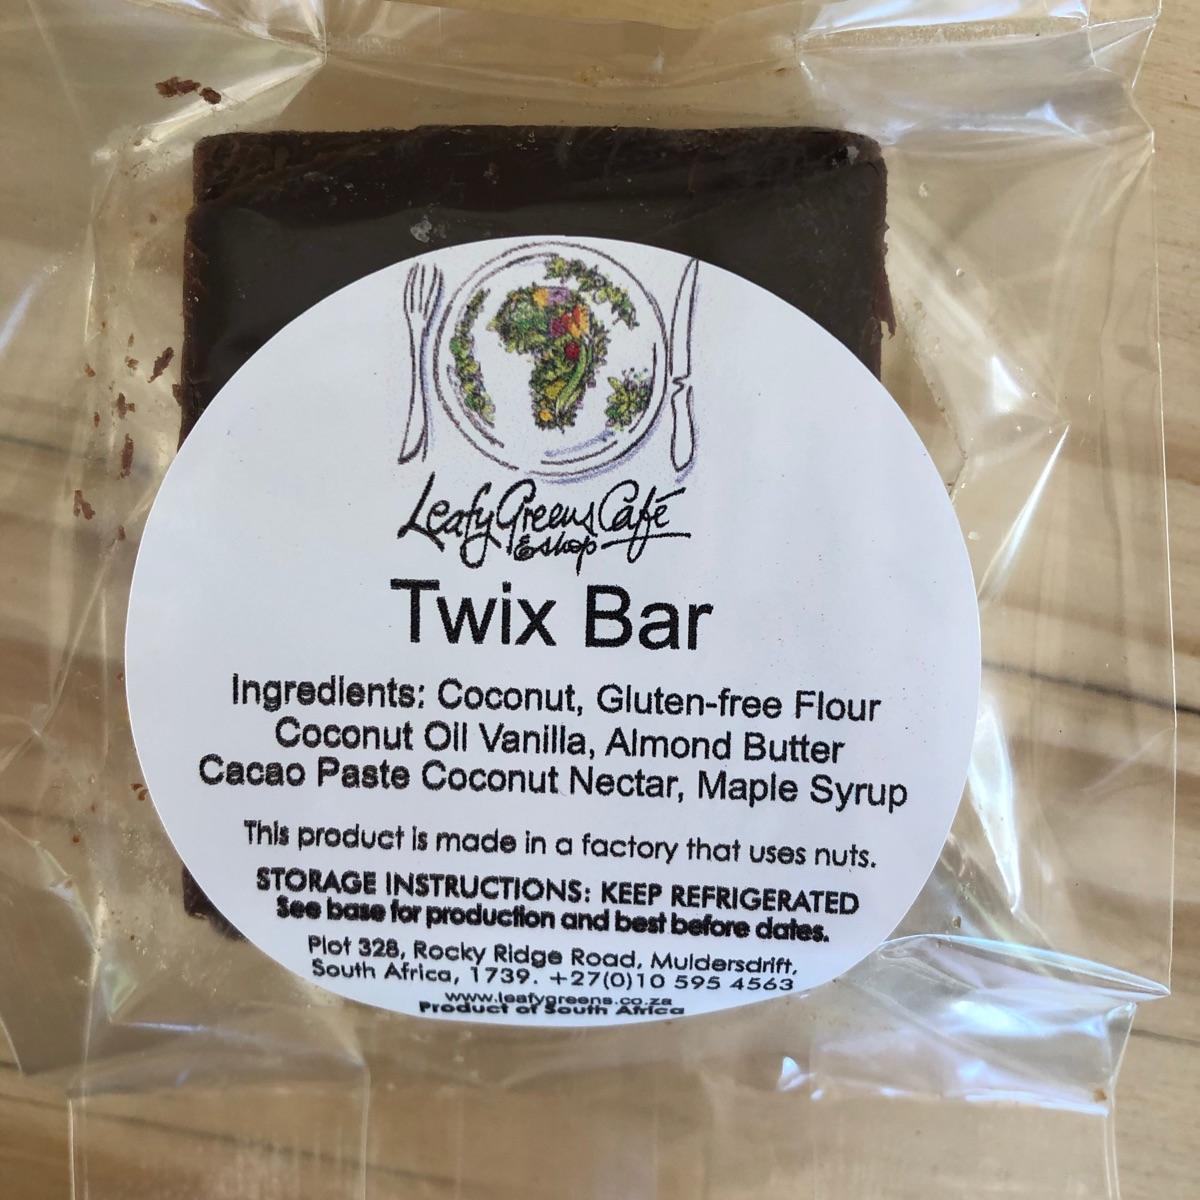 Leafy Greens Café
& shop
Twix Bar
Ingredients: Coconut, Gluten-free Flour
Coconut Oil Vanilla, Almond Butter
Cacao Paste Coconut Nectar, Maple Syrup
This product is made in a factory that uses nuts.
STORAGE INSTRUCTIONS: KEEP REFRIGERATED
See base for production and best before dates.
Plot 328, Rocky Ridge Road, Muldersdrift,
South Africa, 1739. +27(0)10 595 4563
www.leafygreens.co.za
Product of South Africa